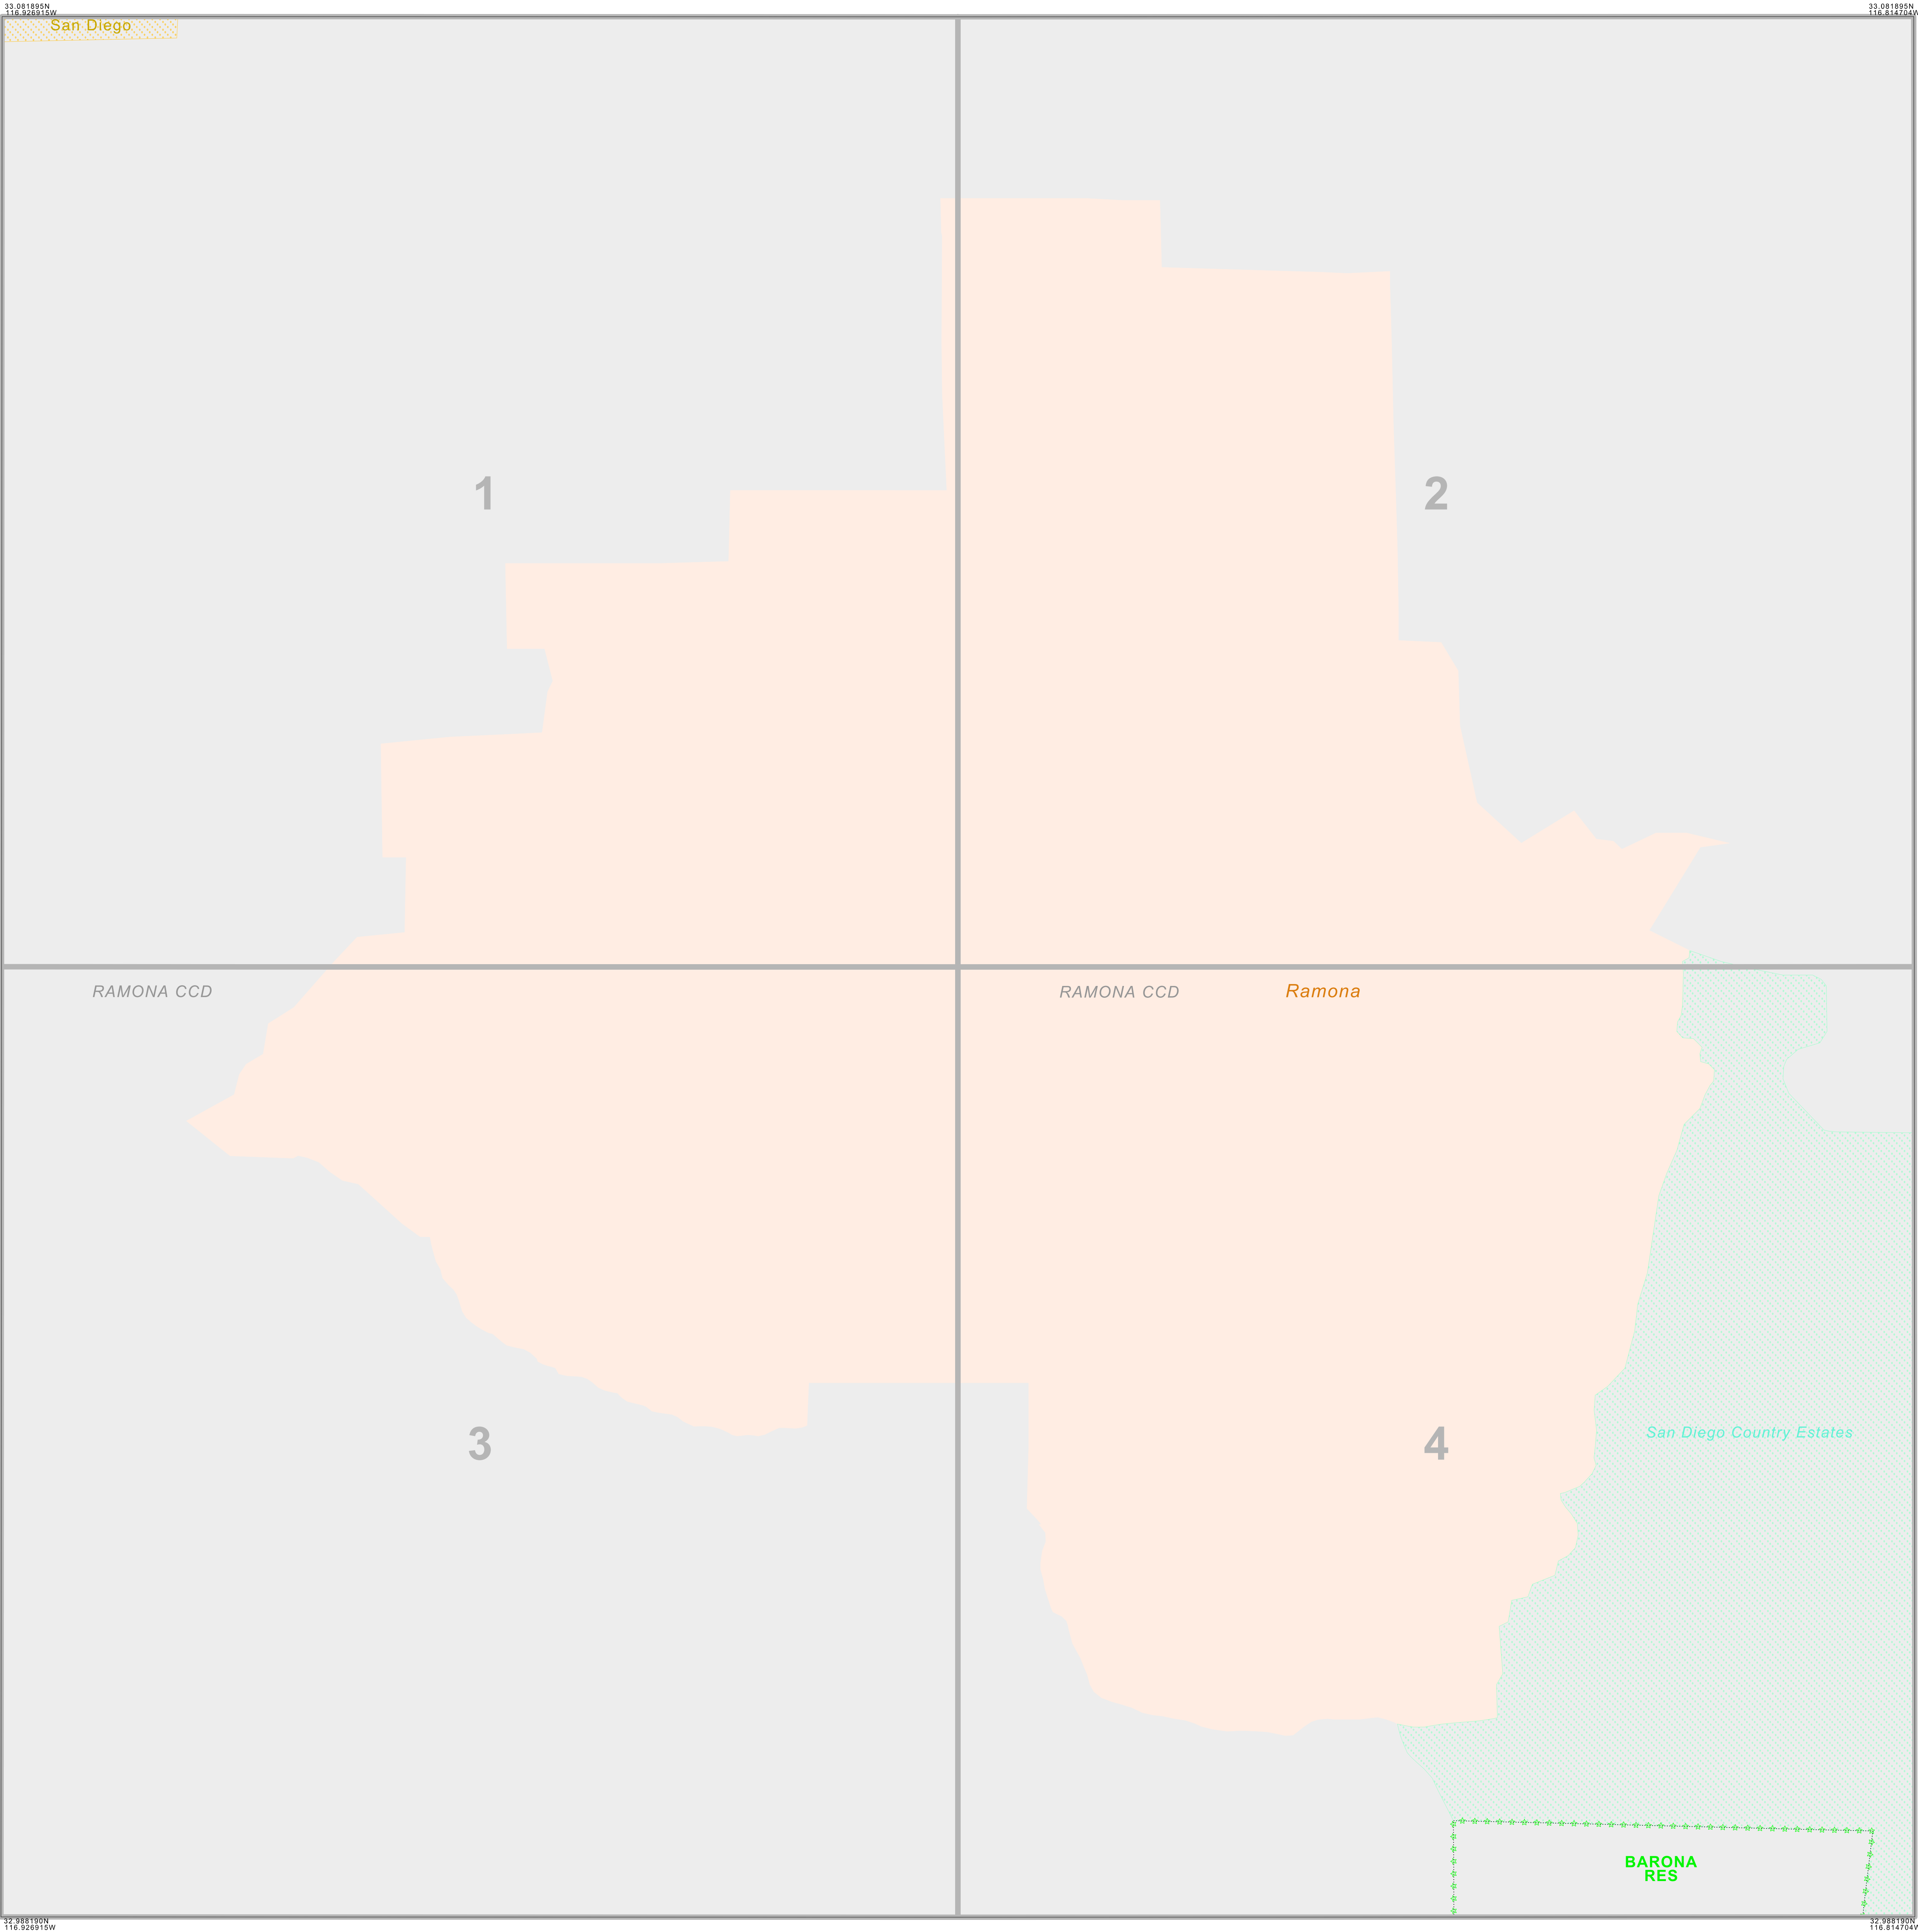 33.081895N
116.926915W
33.081895N
116.814704W
San Diego
1
2
RAMONA CCD
RAMONA CCD
Ramona
3
4
San Diego Country Estates
BARONA
RES
32.988190N
116.926915W
32.988190N
116.814704W